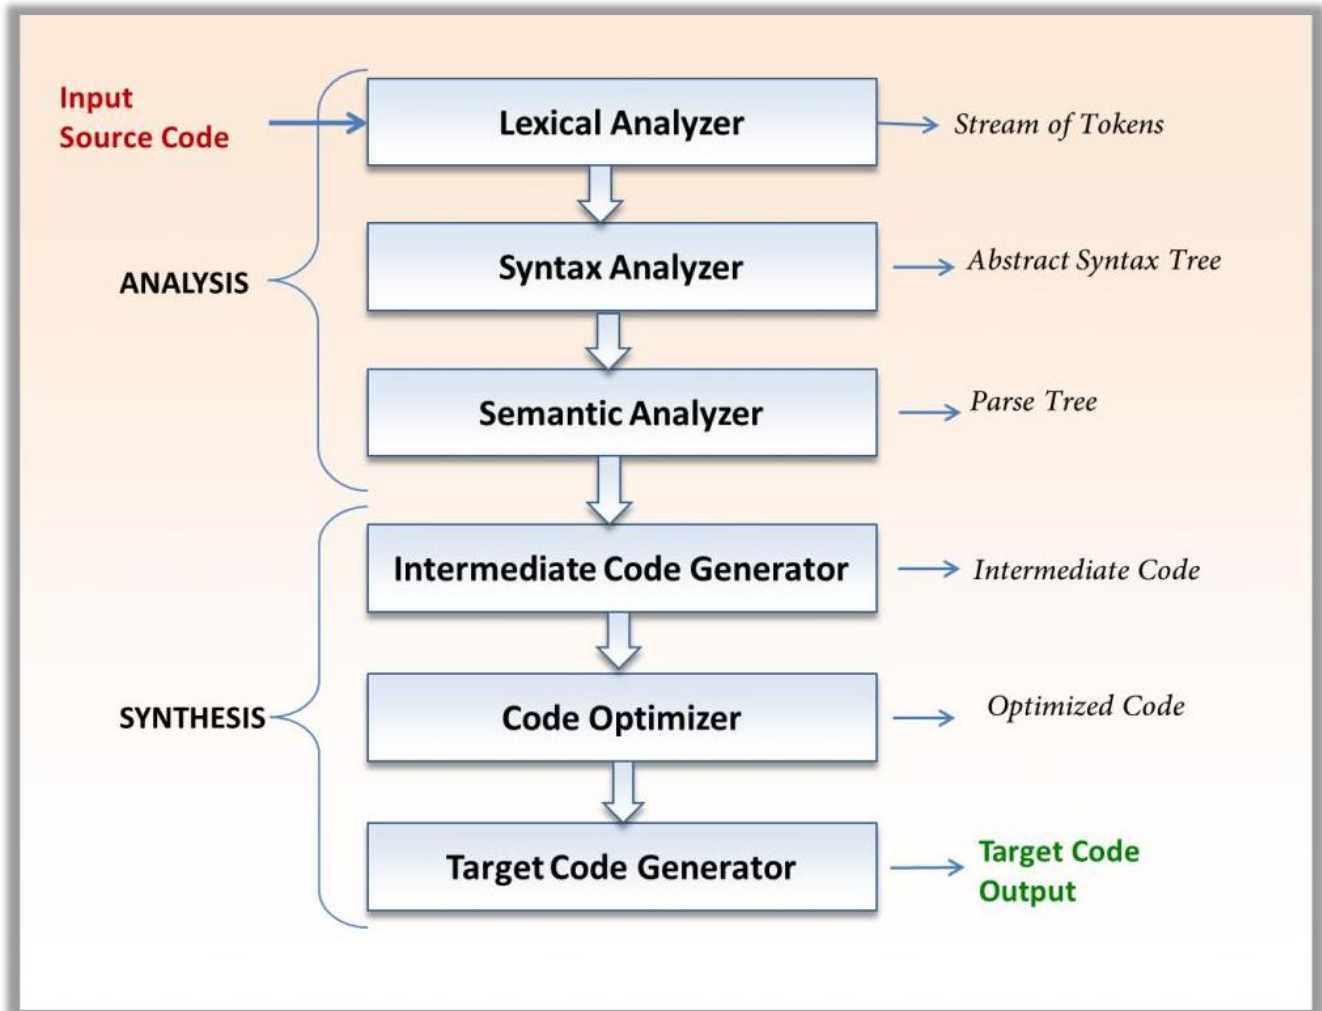 Input
Source Code
Lexical Analyzer
Stream of Tokens
Syntax Analyzer
Abstract Syntax Tree
ANALYSIS
Semantic Analyzer
Parse Tree
Intermediate Code Generator
Intermediate Code
SYNTHESIS
Code Optimizer
Optimized Code
Target Code Generator
Target Code
Output